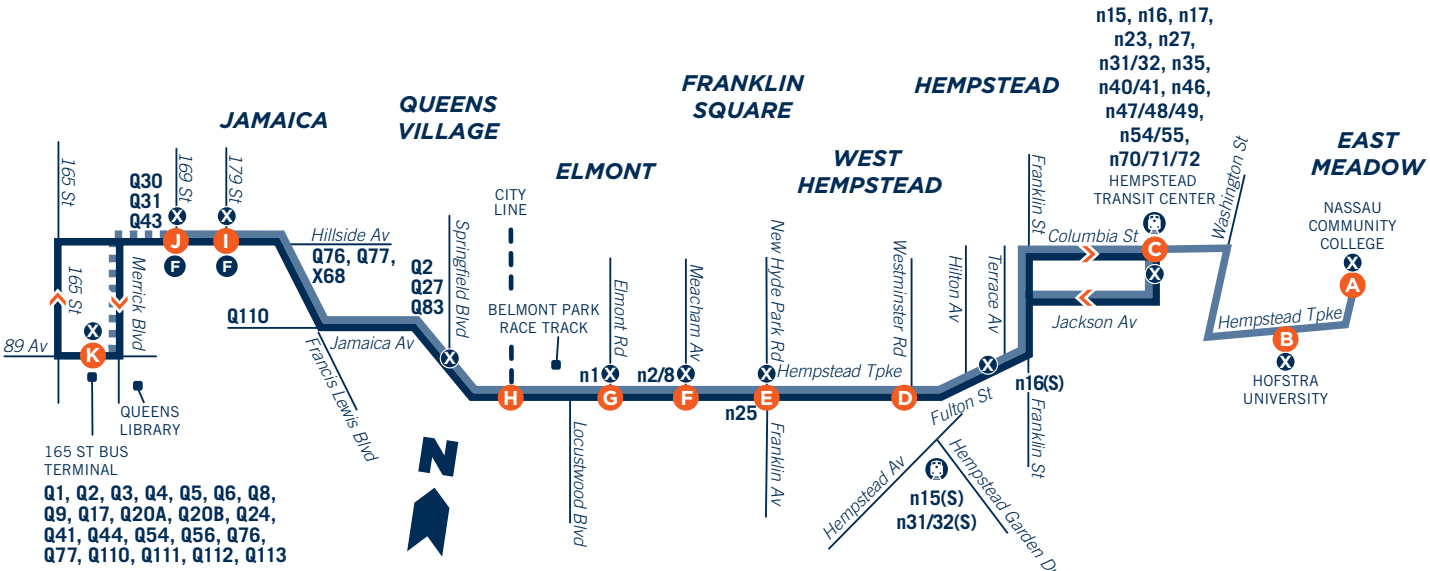 n15, n16, n17,
n23, n27,
n31/32, n35,
n40/41, n46,
n47/48/49,
n54/55,
n70/71/72
HEMPSTEAD
TRANSIT CENTER
JAMAICA
QUEENS
VILLAGE
ELMONT
FRANKLIN
SQUARE
WEST
HEMPSTEAD
HEMPSTEAD
EAST
MEADOW
165 St
Q30
Q31
Q43
169 St
179 St
X
X
J
I
F
F
Hillside Av
Q76, Q77,
X68
Q2
Q27
Q83
Springfield Blvd
X
CITY
LINE
BELMONT PARK
RACE TRACK
Elmont Rd
Meacham Av
New Hyde Park Rd
Westminster Rd
Hilton Av
Terrace Av
Franklin St
Columbia St
C
X
Washington St
NASSAU
COMMUNITY
COLLEGE
X
A
165 St
Merrick Blvd
Q110
Jamaica Av
Francis Lewis Blvd
89 Av
X
K
QUEENS
LIBRARY
165 ST BUS
TERMINAL
Q1, Q2, Q3, Q4, Q5, Q6, Q8,
Q9, Q17, Q20A, Q20B, Q24,
Q41, Q44, Q54, Q56, Q76,
Q77, Q110, Q111, Q112, Q113
N
H
n1
X
G
n2/8
X
F
X
E
Hempstead Tpke
n25
D
Locustwood Blvd
Franklin Av
X
Fulton St
Jackson Av
n16(S)
Franklin St
Hempstead Av
n15(S)
n31/32(S)
Hempstead Garden
Hempstead Tpke
B
X
HOFSTRA
UNIVERSITY